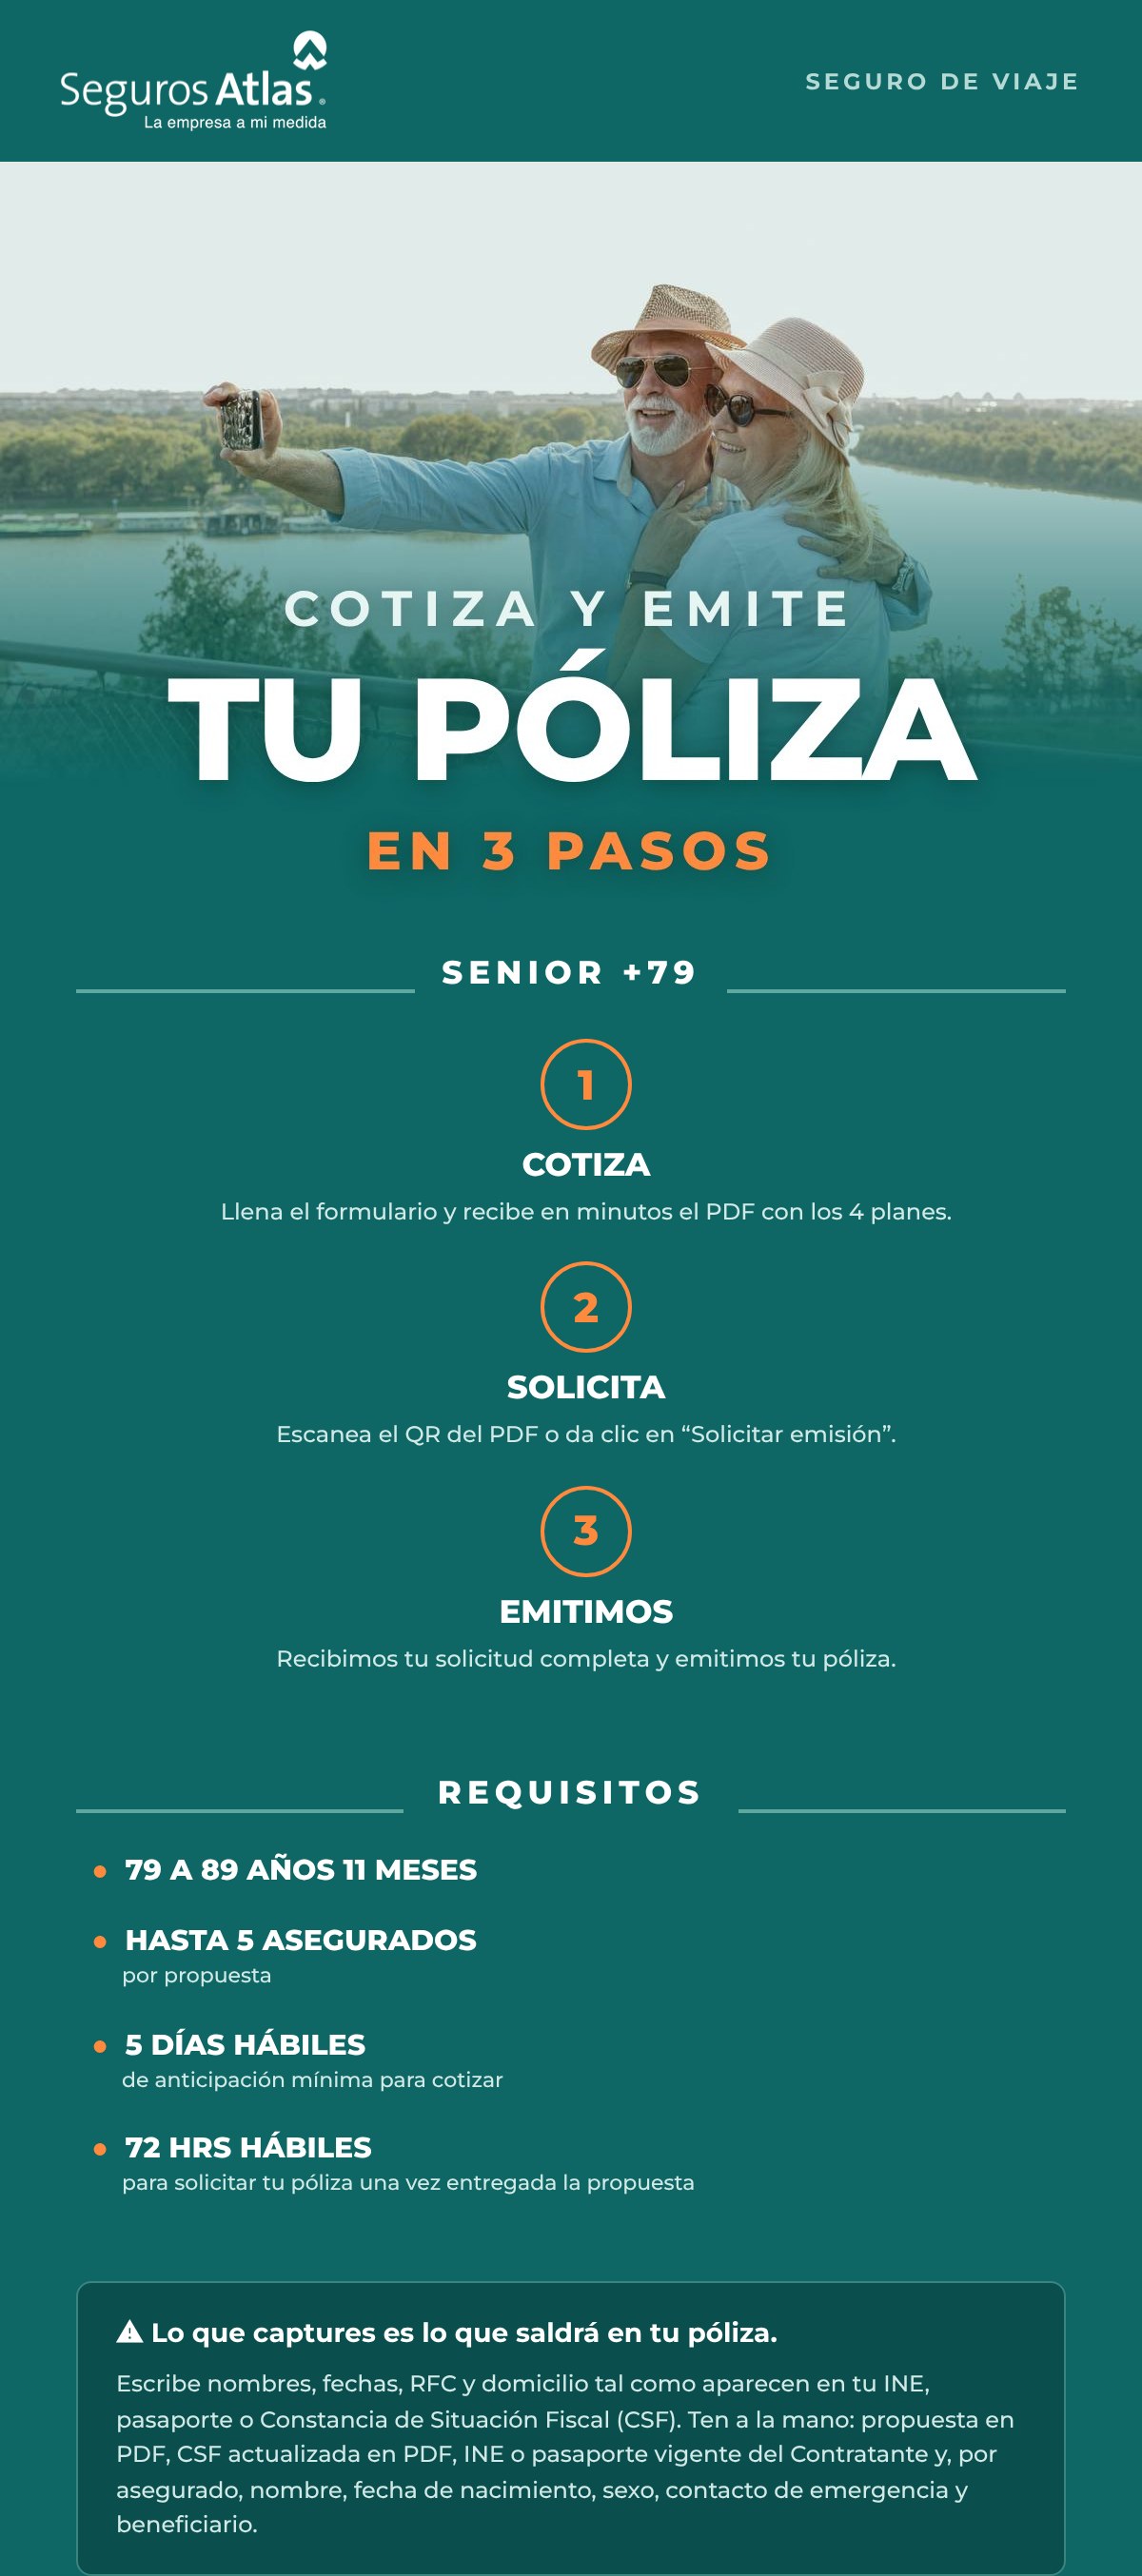 Seguros Atlas
La empresa a mi medida
SEGURO DE VIAJE
COTIZA Y EMITE
TU PÓLIZA
EN 3 PASOS
SENIOR +79
1
COTIZA
Llena el formulario y recibe en minutos el PDF con los 4 planes.
2
SOLICITA
Escanea el QR del PDF o da clic en “Solicitar emisión”.
3
EMITIMOS
Recibimos tu solicitud completa y emitimos tu póliza.
REQUISITOS
79 A 89 AÑOS 11 MESES
HASTA 5 ASEGURADOS
por propuesta
5 DÍAS HÁBILES
de anticipación mínima para cotizar
72 HRS HÁBILES
para solicitar tu póliza una vez entregada la propuesta
⚠ Lo que captures es lo que saldrá en tu póliza.
Escribe nombres, fechas, RFC y domicilio tal como aparecen en tu INE,
pasaporte o Constancia de Situación Fiscal (CSF). Ten a la mano: propuesta en
PDF, CSF actualizada en PDF, INE o pasaporte vigente del Contratante y, por
asegurado, nombre, fecha de nacimiento, sexo, contacto de emergencia y
beneficiario.